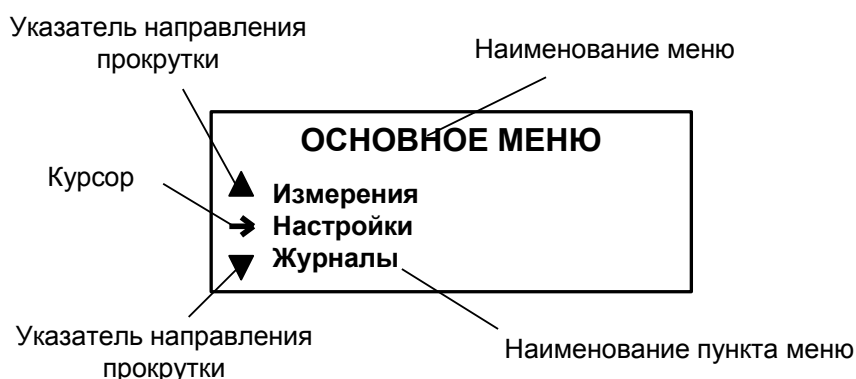 Указатель направления
прокрутки
Наименование меню
ОСНОВНОЕ МЕНЮ
Курсор
Измерения
Настройки
Журналы
Указатель направления
прокрутки
Наименование пункта меню